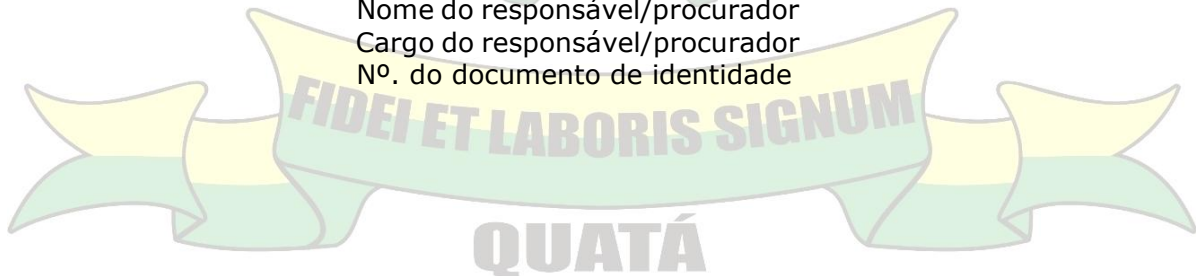 Nome do responsável/procurador
Cargo do responsável/procurador
Nº. do documento de identidade
FIDEI ET LABORIS SIGNUM
QUATÁ